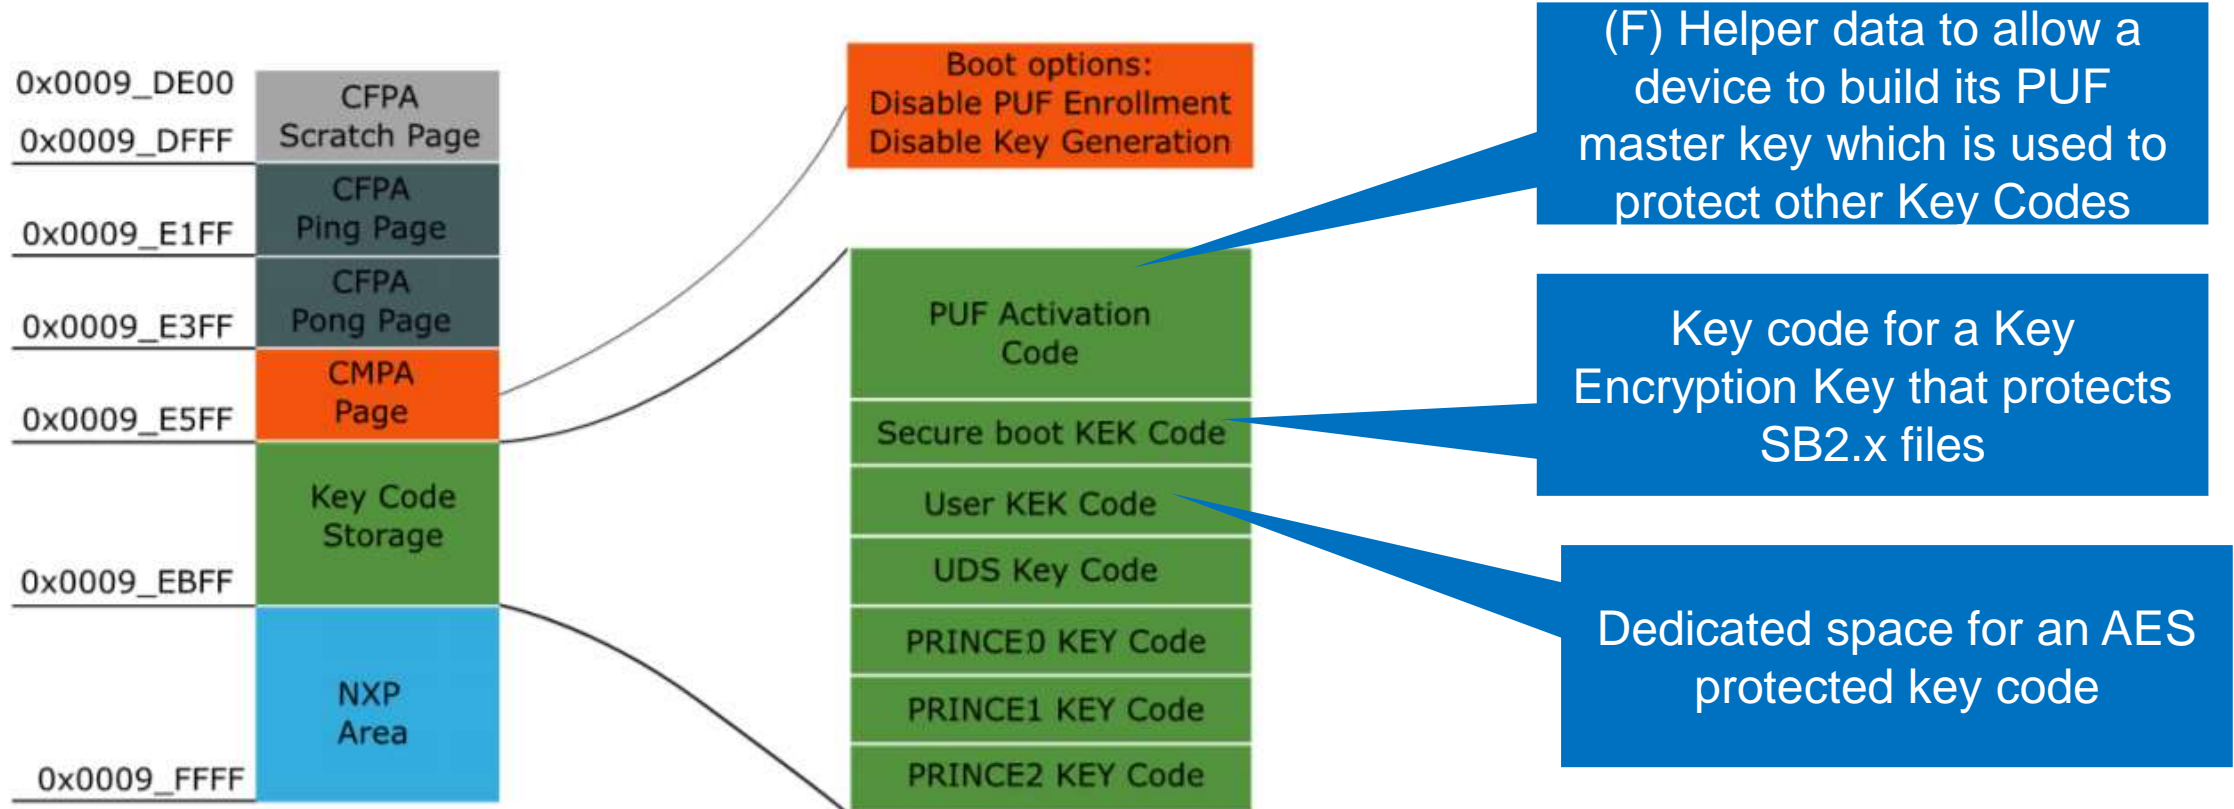 0x0009_DE00
0x0009_DFFF
0x0009_E1FF
0x0009_E3FF
0x0009_E5FF
0x0009_EBFF
0x0009_FFFF
CFPA
Scratch Page
CFPA
Ping Page
CFPA
Pong Page
CMPA
Page
Key Code
Storage
NXP
Area
Boot options:
Disable PUF Enrollment
Disable Key Generation
PUF Activation
Code
Secure boot KEK Code
User KEK Code
UDS Key Code
PRINCE0 KEY Code
PRINCE1 KEY Code
PRINCE2 KEY Code
(F) Helper data to allow a
device to build its PUF
master key which is used to
protect other Key Codes
Key code for a Key
Encryption Key that protects
SB2.x files
Dedicated space for an AES
protected key code